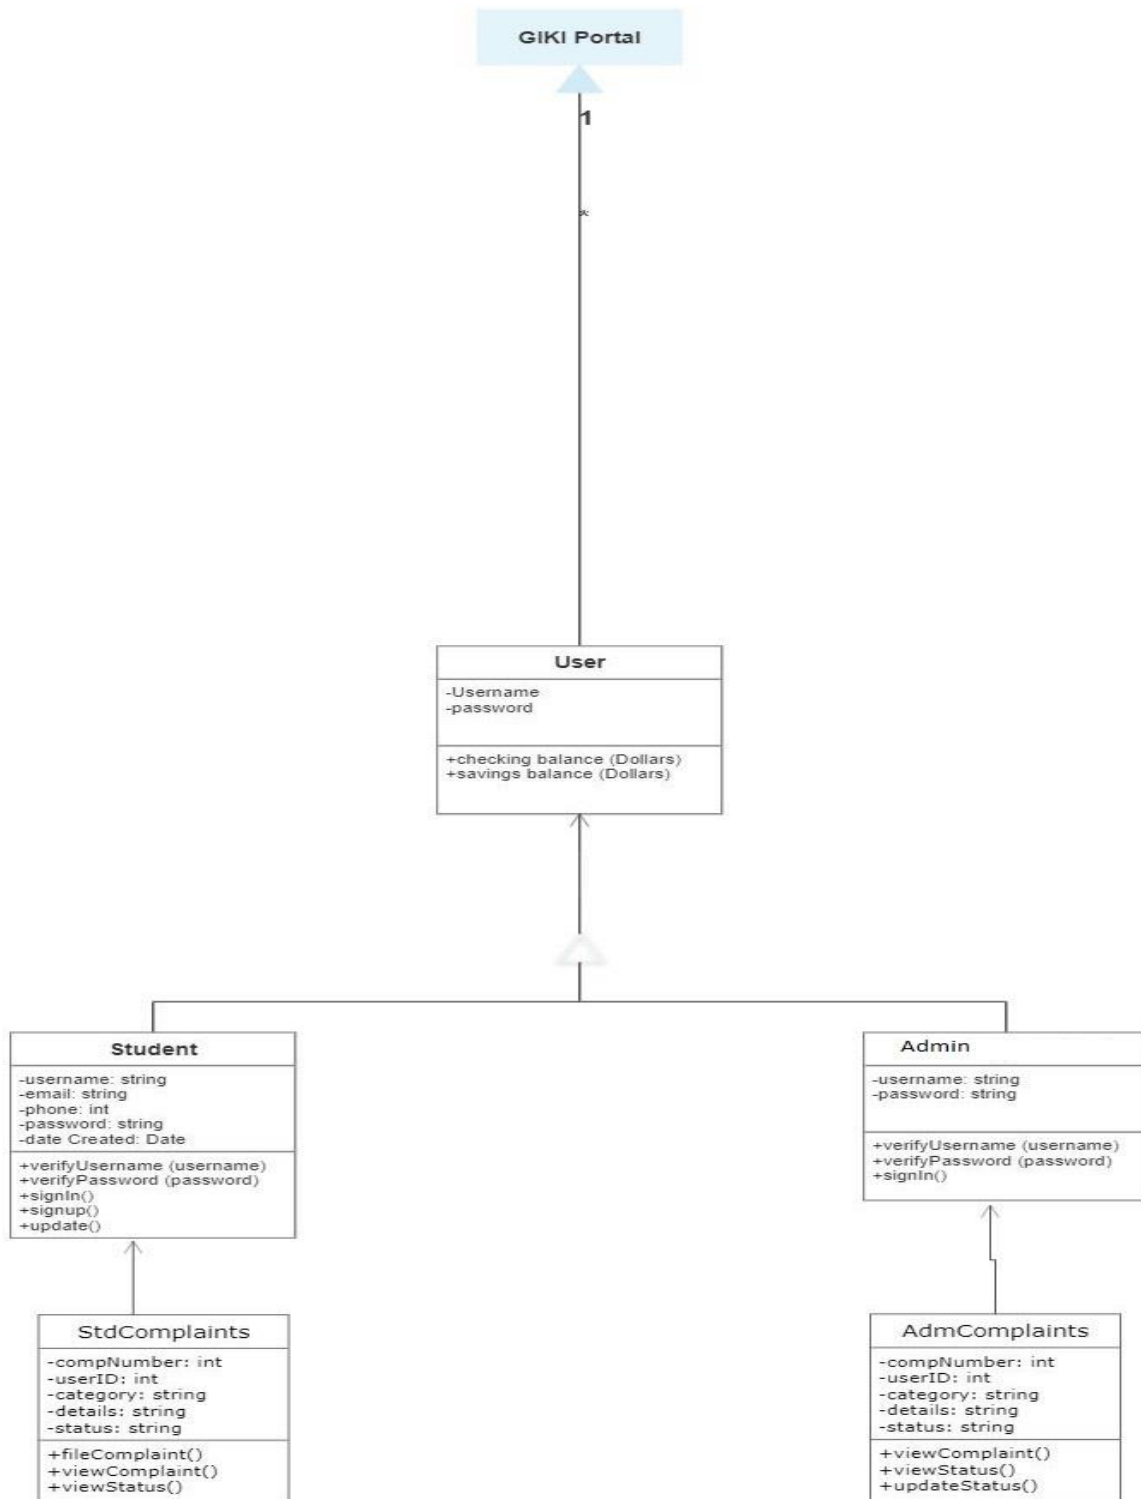 GIKI Portal
1
*
User
-Username
-password
+checking balance (Dollars)
+savings balance (Dollars)
Student
-username: string
-email: string
-phone: int
-password: string
-date Created: Date
+verifyUsername (username)
+verifyPassword (password)
+signIn()
+signup()
+update()
Admin
-username: string
-password: string
+verifyUsername (username)
+verifyPassword (password)
+signIn()
StdComplaints
-compNumber: int
-userID: int
-category: string
-details: string
-status: string
+fileComplaint()
+viewComplaint()
+viewStatus()
AdmComplaints
-compNumber: int
-userID: int
-category: string
-details: string
-status: string
+viewComplaint()
+viewStatus()
+updateStatus()